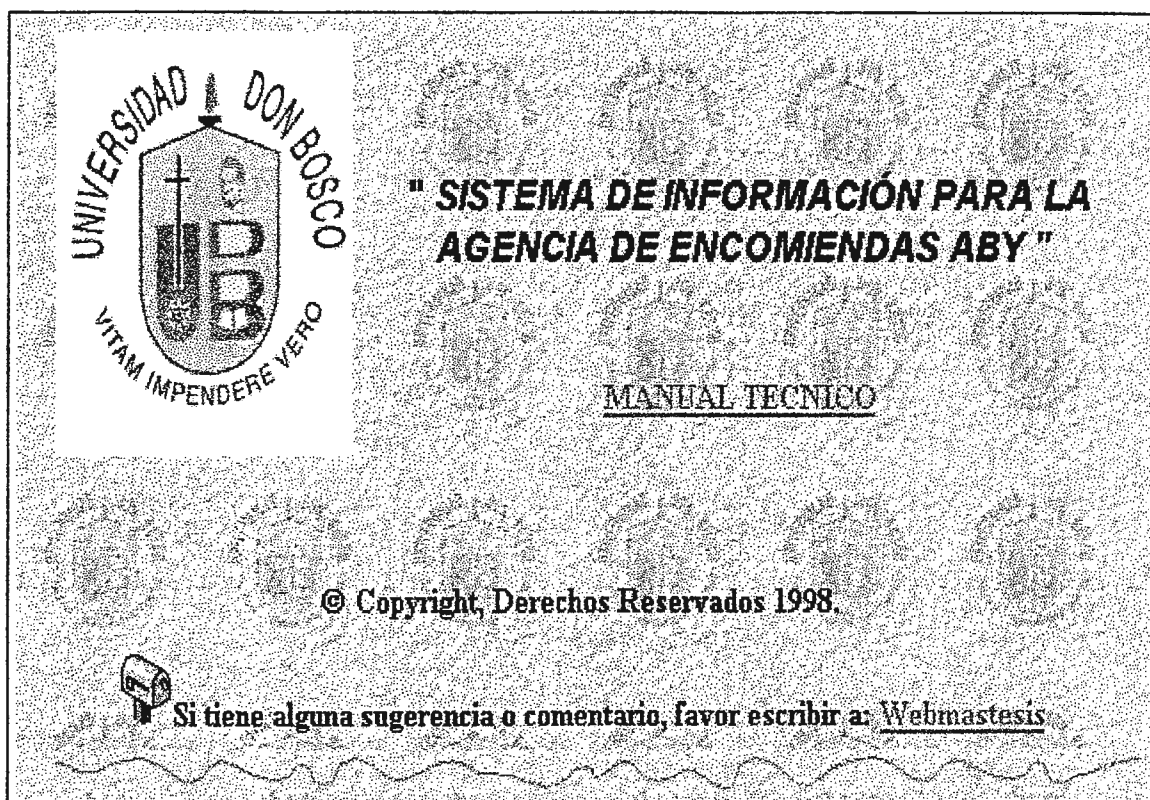 UNIVERSIDAD DON BOSCO
UDB
VITAM IMPENDERE VERO
" SISTEMA DE INFORMACIÓN PARA LA
AGENCIA DE ENCOMIENDAS ABY "
MANUAL TECNICO
© Copyright, Derechos Reservados 1998.
Si tiene alguna sugerencia o comentario, favor escribir a: Webmastesis